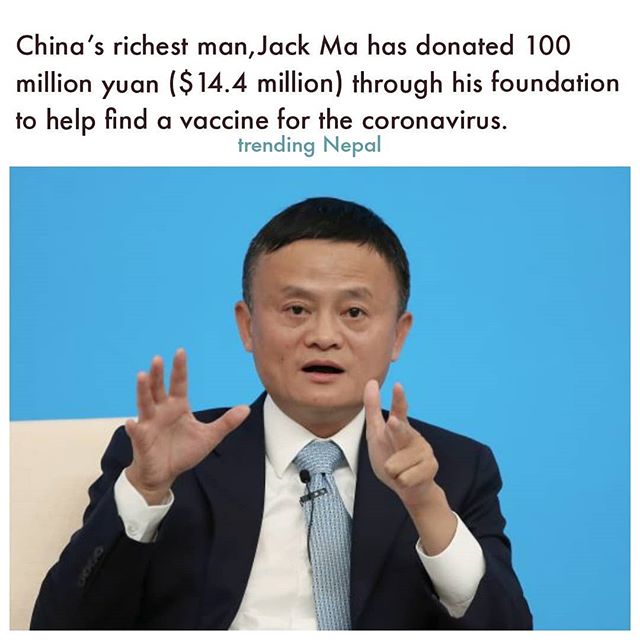 China's richest man,Jack Ma has donated 100
million yuan ($14.4 million) through his foundation
to help find a vaccine for the coronavirus.
trending Nepal